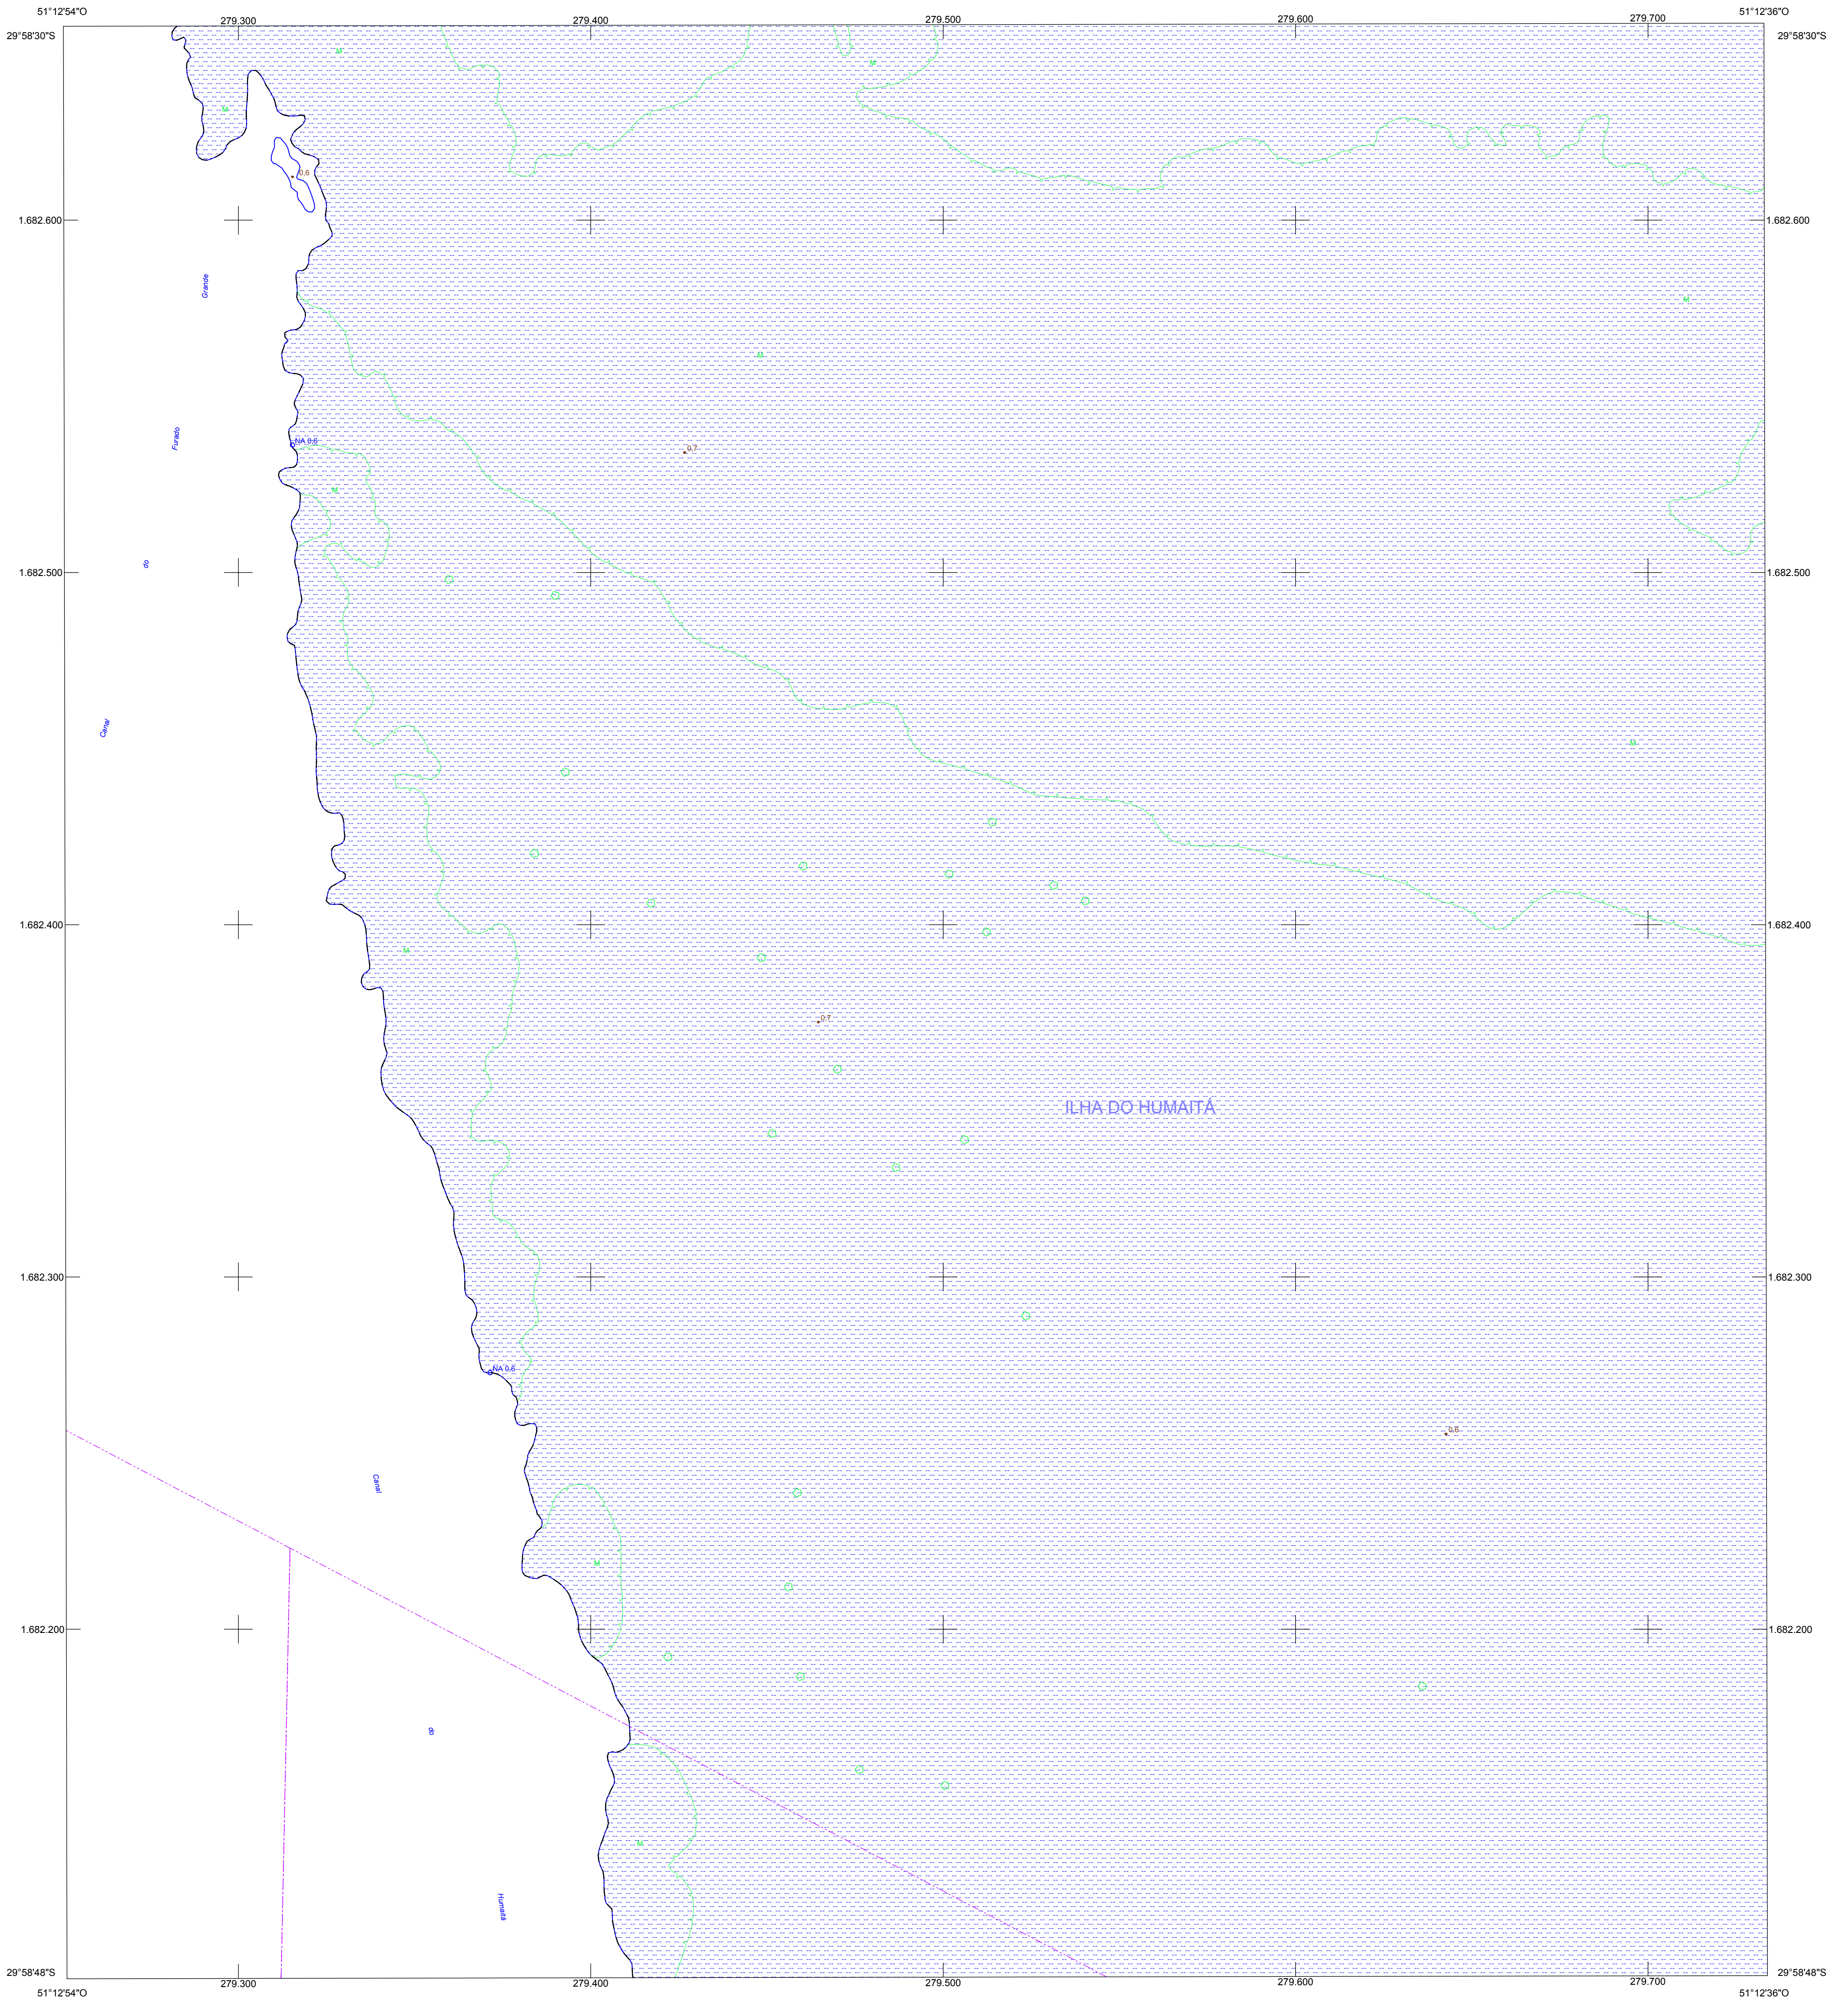 51°12'54"O
279.300
279.400
279.500
279.600
279.700
51°12'36"O
29°58'30"S
29°58'30"S
M
M
M
0.6
1.682.600
1.682.600
Grande
M
M
Furado
NA 0.6
0.7
M
do
1.682.500
1.682.500
Canal
M
1.682.400
1.682.400
M
0.7
ILHA DO HUMAITÁ
1.682.300
1.682.300
NA 0.6
0.6
Canal
M
1.682.200
1.682.200
do
M
Humaitá
29°58'48"S
29°58'48"S
279.300
279.400
279.500
279.600
279.700
51°12'54"O
51°12'36"O